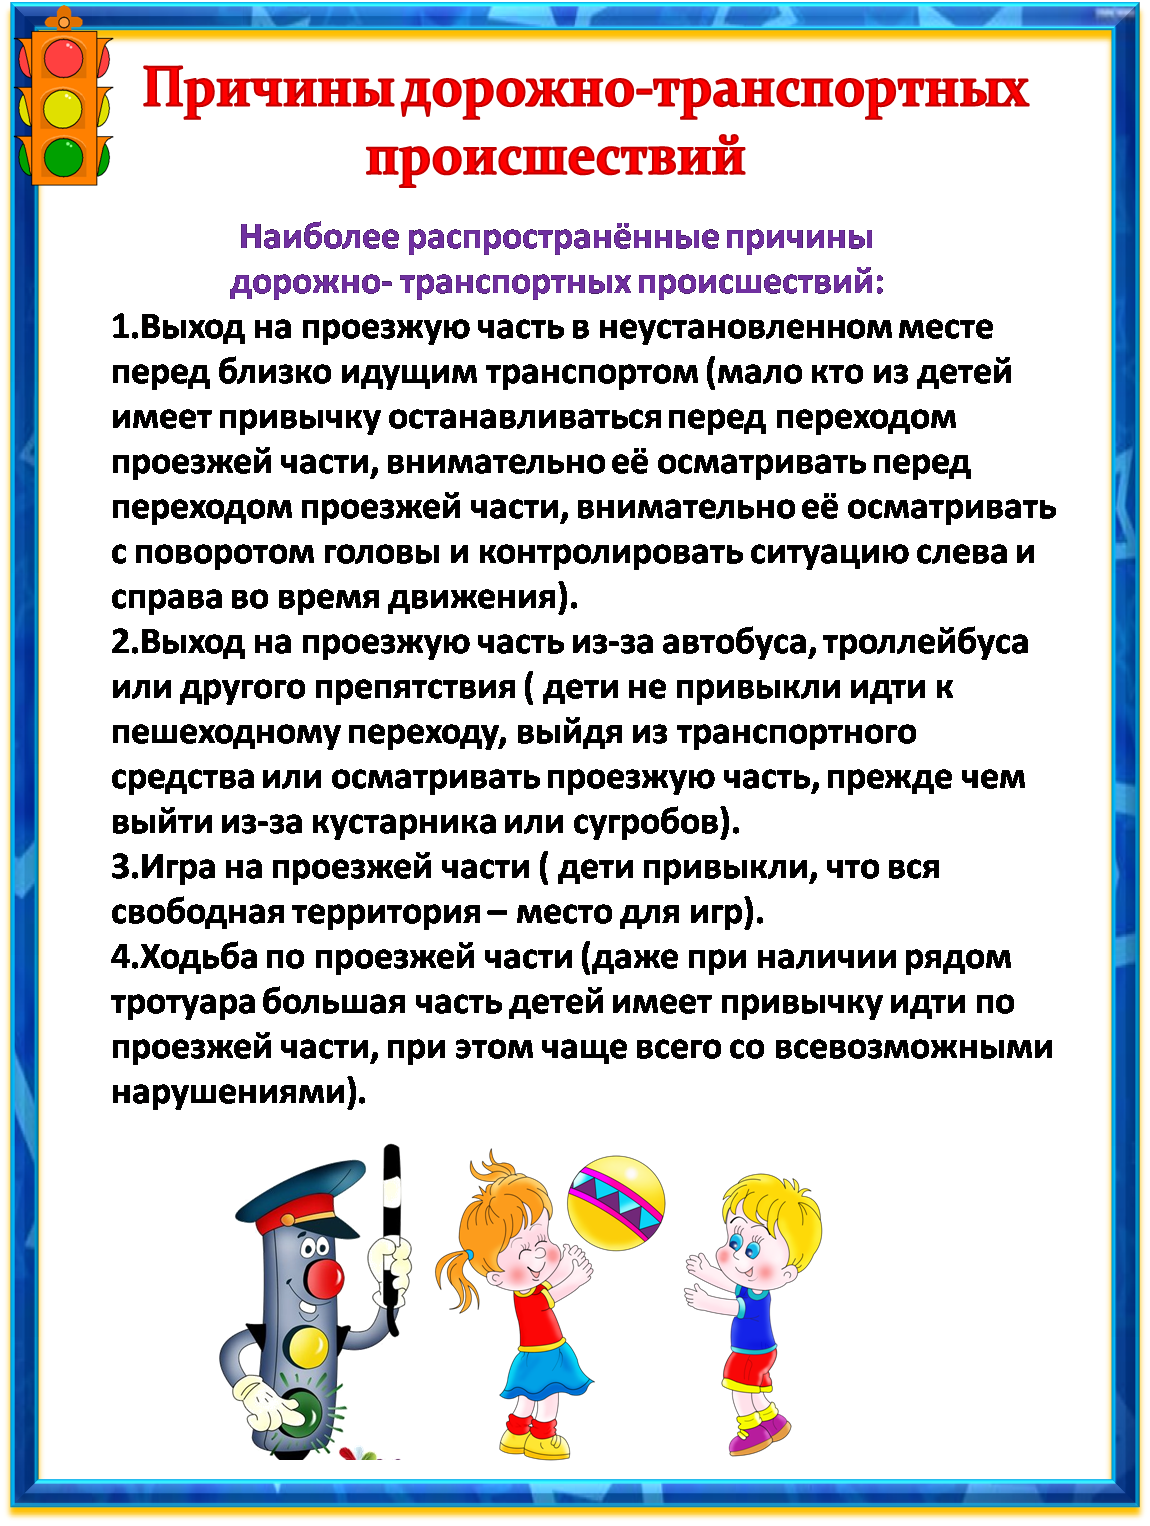 Причины дорожно-транспортных
происшествий
Наиболее распространённые причины
дорожно- транспортных происшествий:
1.Выход на проезжую часть в неустановленном месте
перед близко идущим транспортом (мало кто из детей
имеет привычку останавливаться перед переходом
проезжей части, внимательно её осматривать перед
переходом проезжей части, внимательно её осматривать
с поворотом головы и контролировать ситуацию слева и
справа во время движения).
2.Выход на проезжую часть из-за автобуса, троллейбуса
или другого препятствия ( дети не привыкли идти к
пешеходному переходу, выйдя из транспортного
средства или осматривать проезжую часть, прежде чем
выйти из-за кустарника или сугробов).
3.Игра на проезжей части ( дети привыкли, что вся
свободная территория – место для игр).
4.Ходьба по проезжей части (даже при наличии рядом
тротуара большая часть детей имеет привычку идти по
проезжей части, при этом чаще всего со всевозможными
нарушениями).